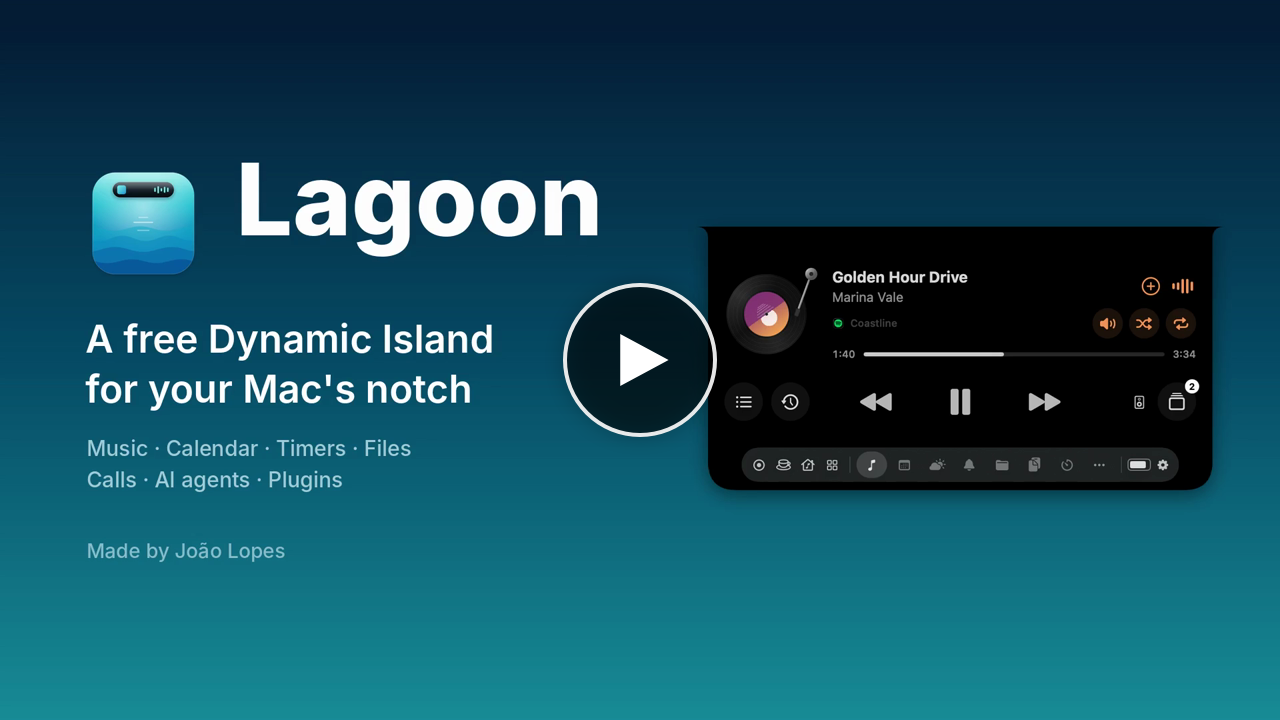 Lagoon
A free Dynamic Island
for your Mac's notch
Music · Calendar · Timers · Files
Calls · AI agents · Plugins
Made by João Lopes
Golden Hour Drive
Marina Vale
Coastline
1:40
3:34
2